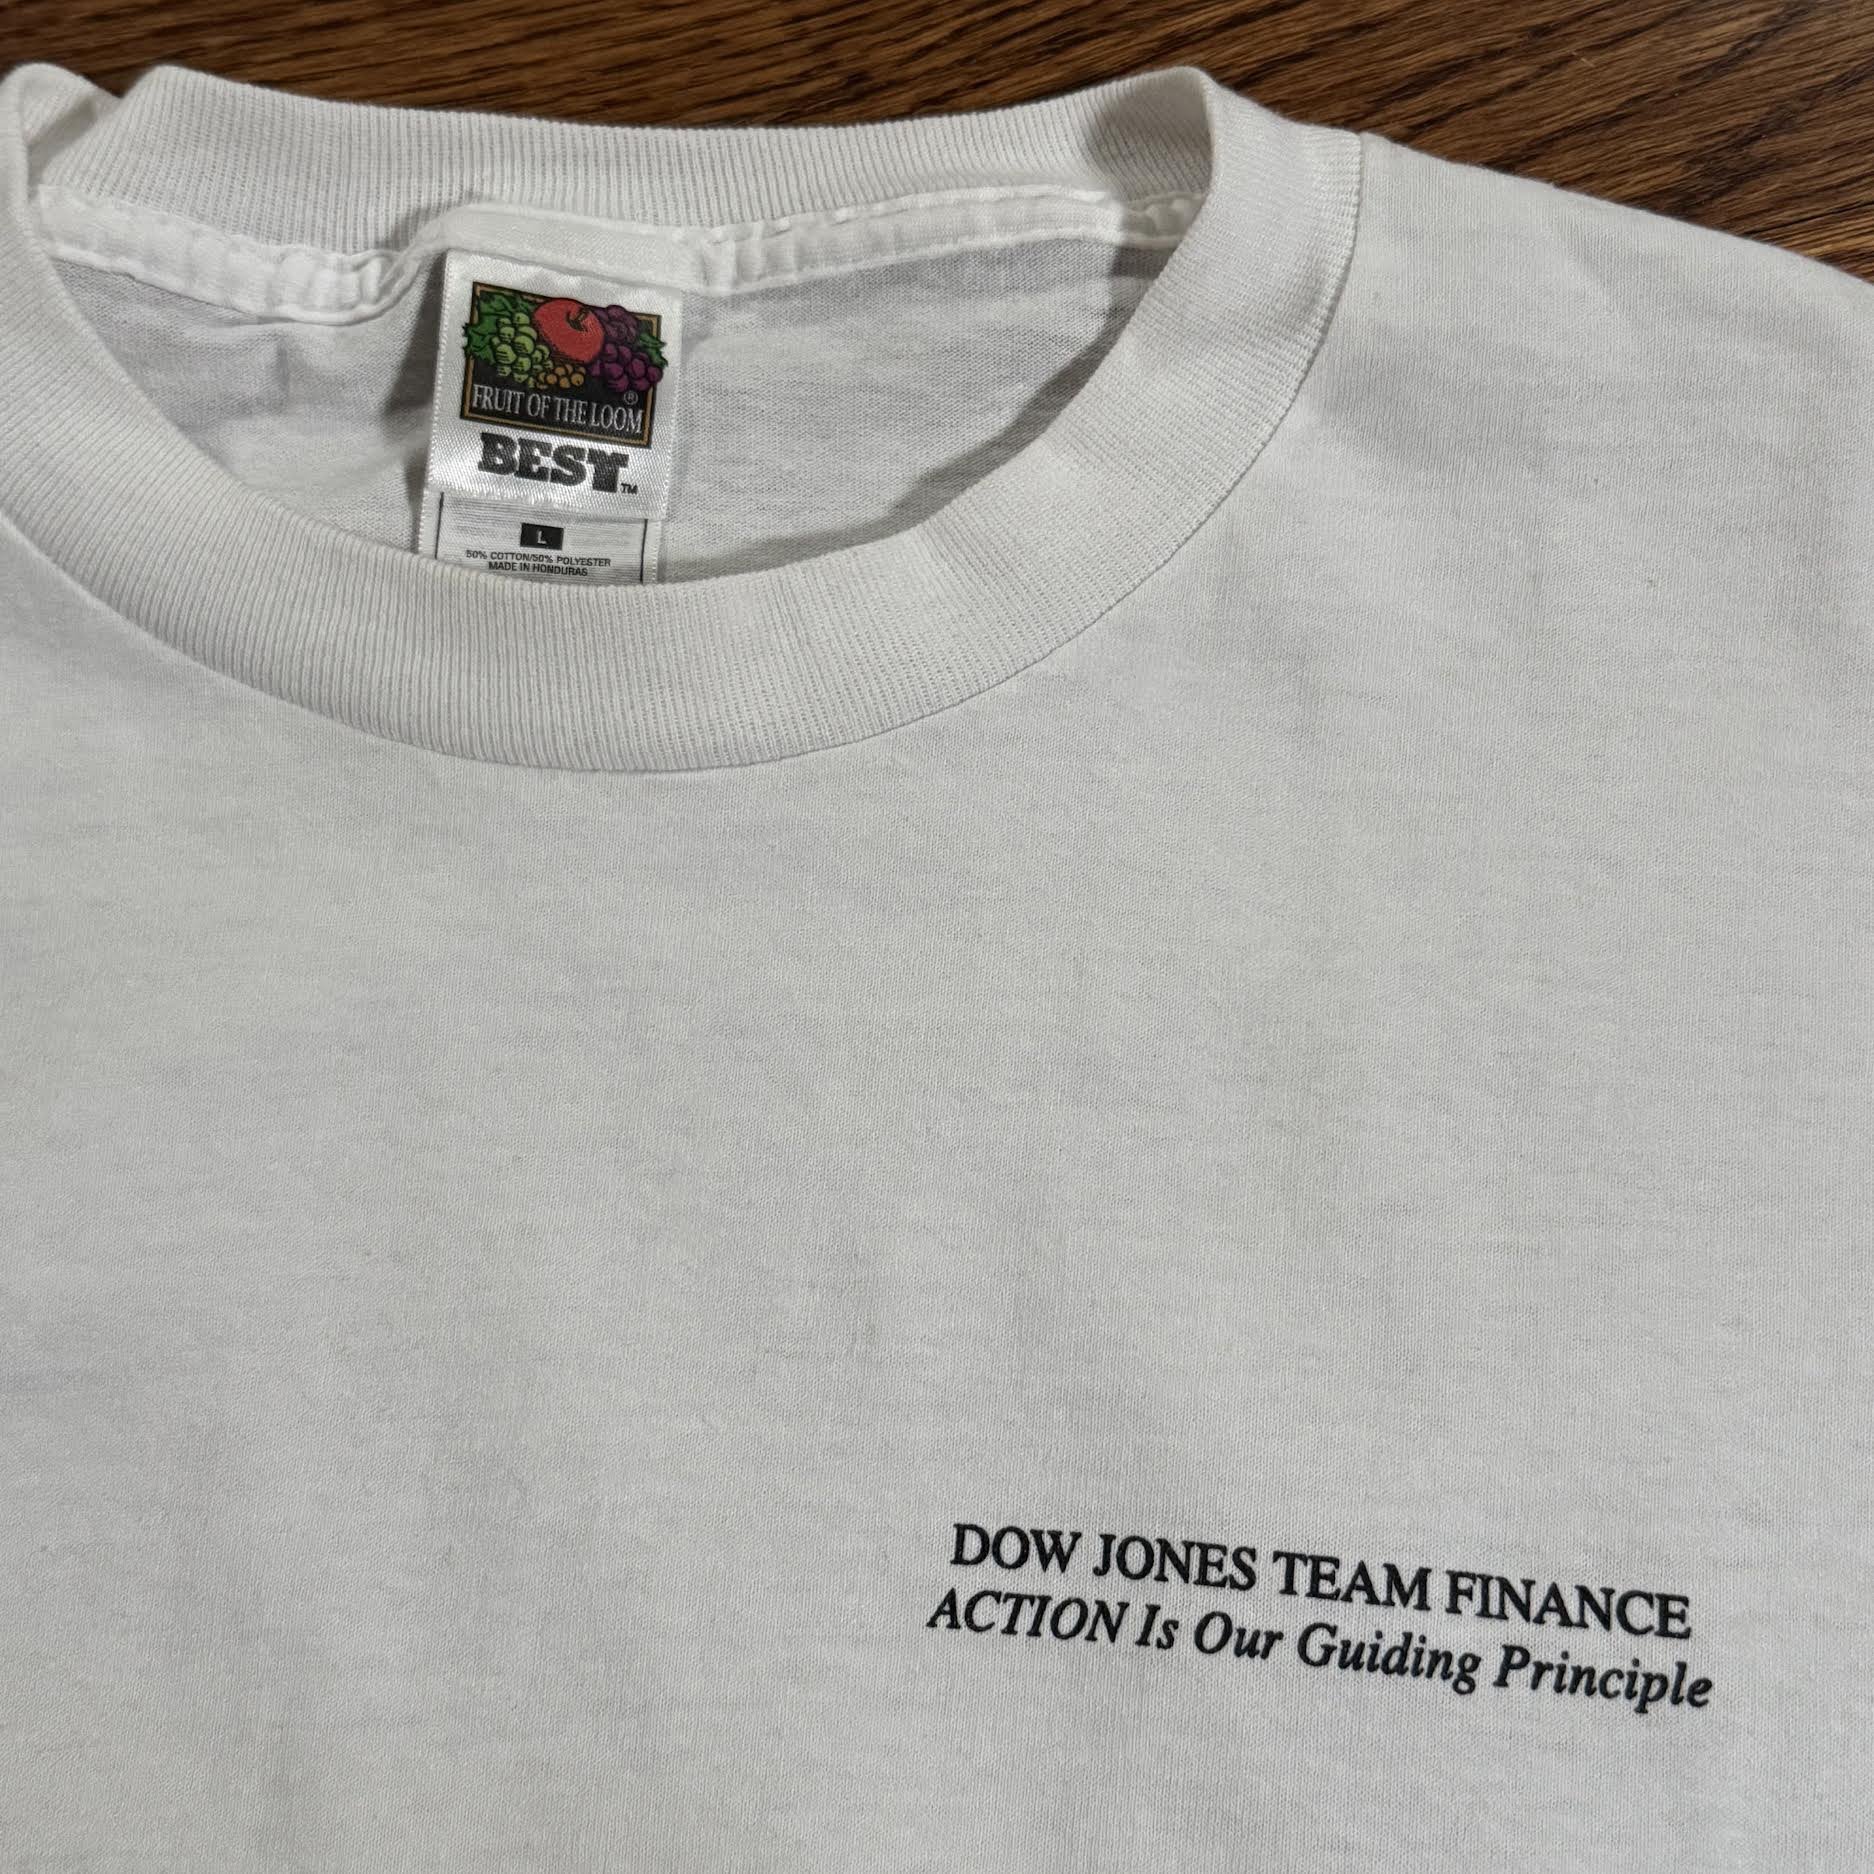 FRUIT OF THE LOOM ®
BEST™
L
50% COTTON/50% POLYESTER
MADE IN HONDURAS
DOW JONES TEAM FINANCE
ACTION Is Our Guiding Principle